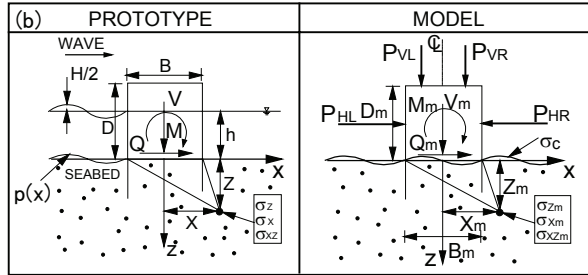 (b) PROTOTYPE
WAVE
H/2
B
V
D
M
h
Q
x
p(x)
SEABED
Z
X
σz
σx
σxz
z
MODEL
℄
PVL PVR
PHL Dm Mm Vm PHR
Qm
σc
x
Zm
Xm
σZm
σXm
σXZm
Bm
z